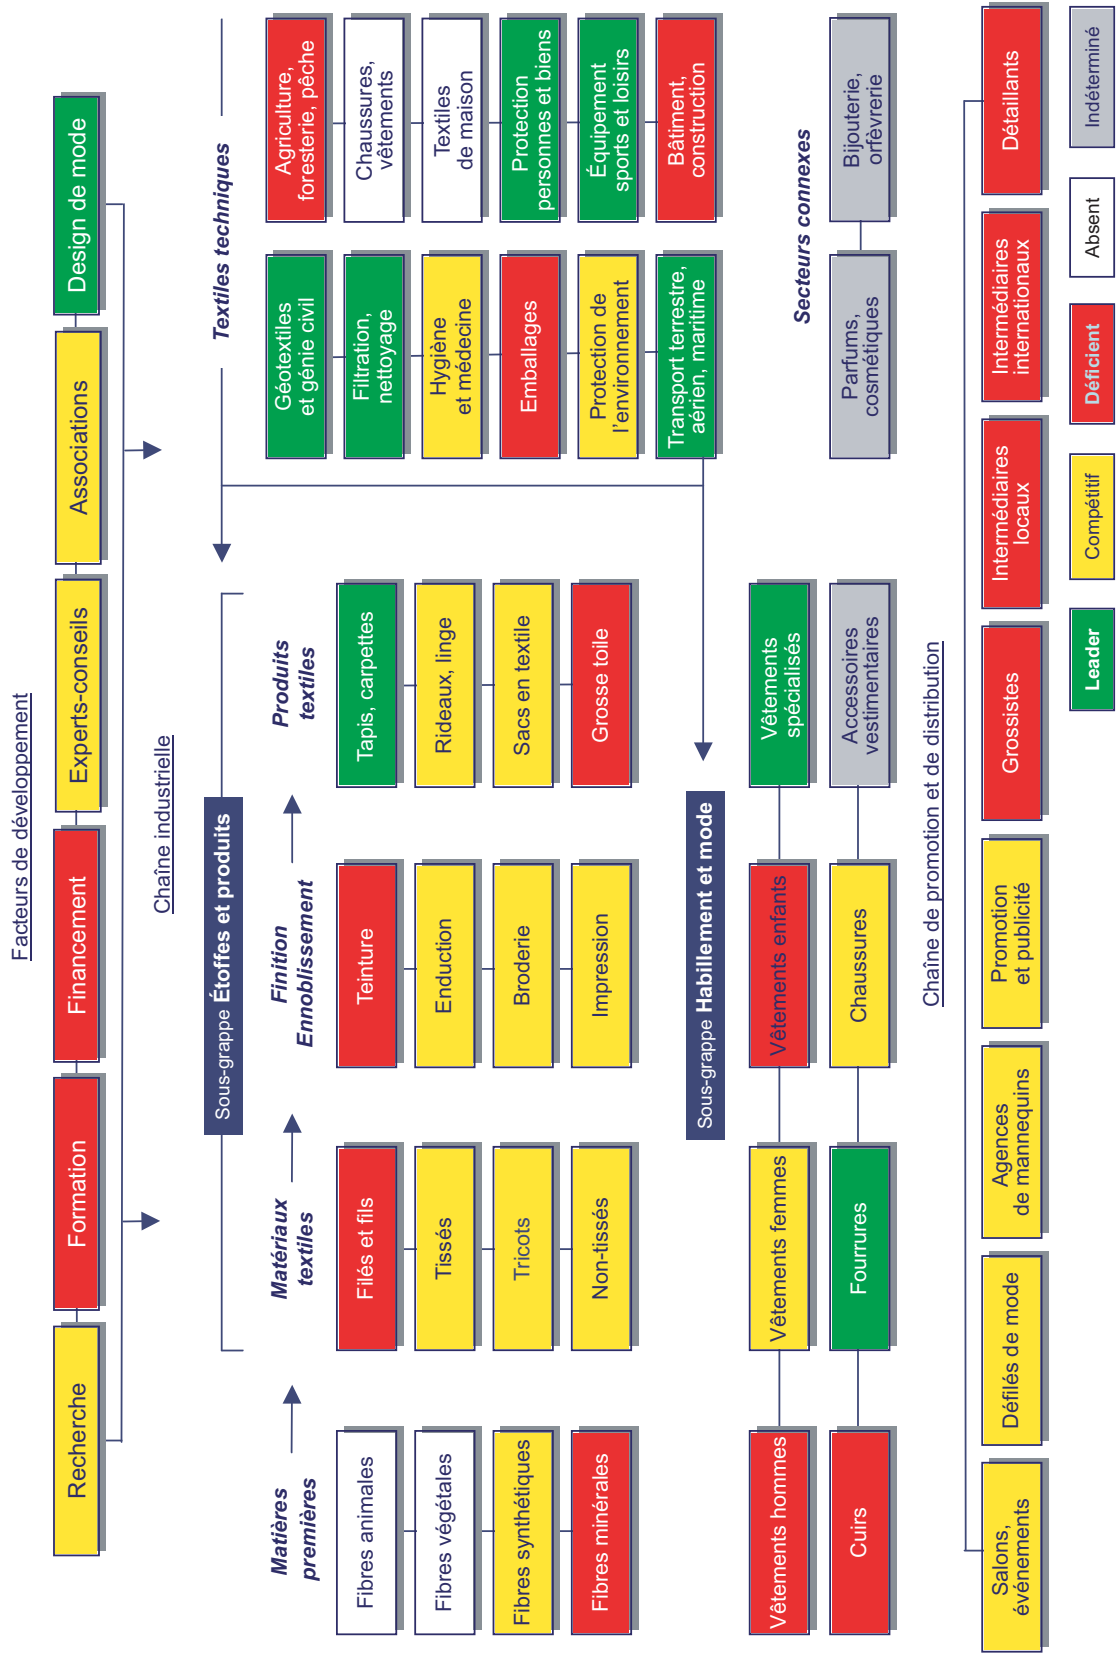 Facteurs de développement
Recherche
Formation
Financement
Experts-conseils
Associations
Design de mode
Chaîne industrielle
Sous-grappe Étoffes et produits
Textiles techniques
Matières
premières
Matériaux
textiles
Finition
Ennoblissement
Produits
textiles
Fibres animales
Fibres végétales
Fibres synthétiques
Fibres minérales
Filés et fils
Tissés
Tricots
Non-tissés
Teinture
Enduction
Broderie
Impression
Tapis, carpettes
Rideaux, linge
Sacs en textile
Grosse toile
Géotextiles
et génie civil
Filtration,
nettoyage
Hygiène
et médecine
Emballages
Protection de
l'environnement
Transport terrestre,
aérien, maritime
Agriculture,
foresterie, pêche
Chaussures,
vêtements
Textiles
de maison
Protection
personnes et biens
Équipement
sports et loisirs
Bâtiment,
construction
Sous-grappe Habillement et mode
Vêtements hommes
Vêtements femmes
Vêtements enfants
Vêtements
spécialisés
Cuirs
Fourrures
Chaussures
Accessoires
vestimentaires
Secteurs connexes
Parfums,
cosmétiques
Bijouterie,
orfèvrerie
Chaîne de promotion et de distribution
Salons,
événements
Défilés de mode
Agences
de mannequins
Promotion
et publicité
Grossistes
Intermédiaires
locaux
Intermédiaires
internationaux
Détaillants
Leader
Compétitif
Déficient
Absent
Indéterminé